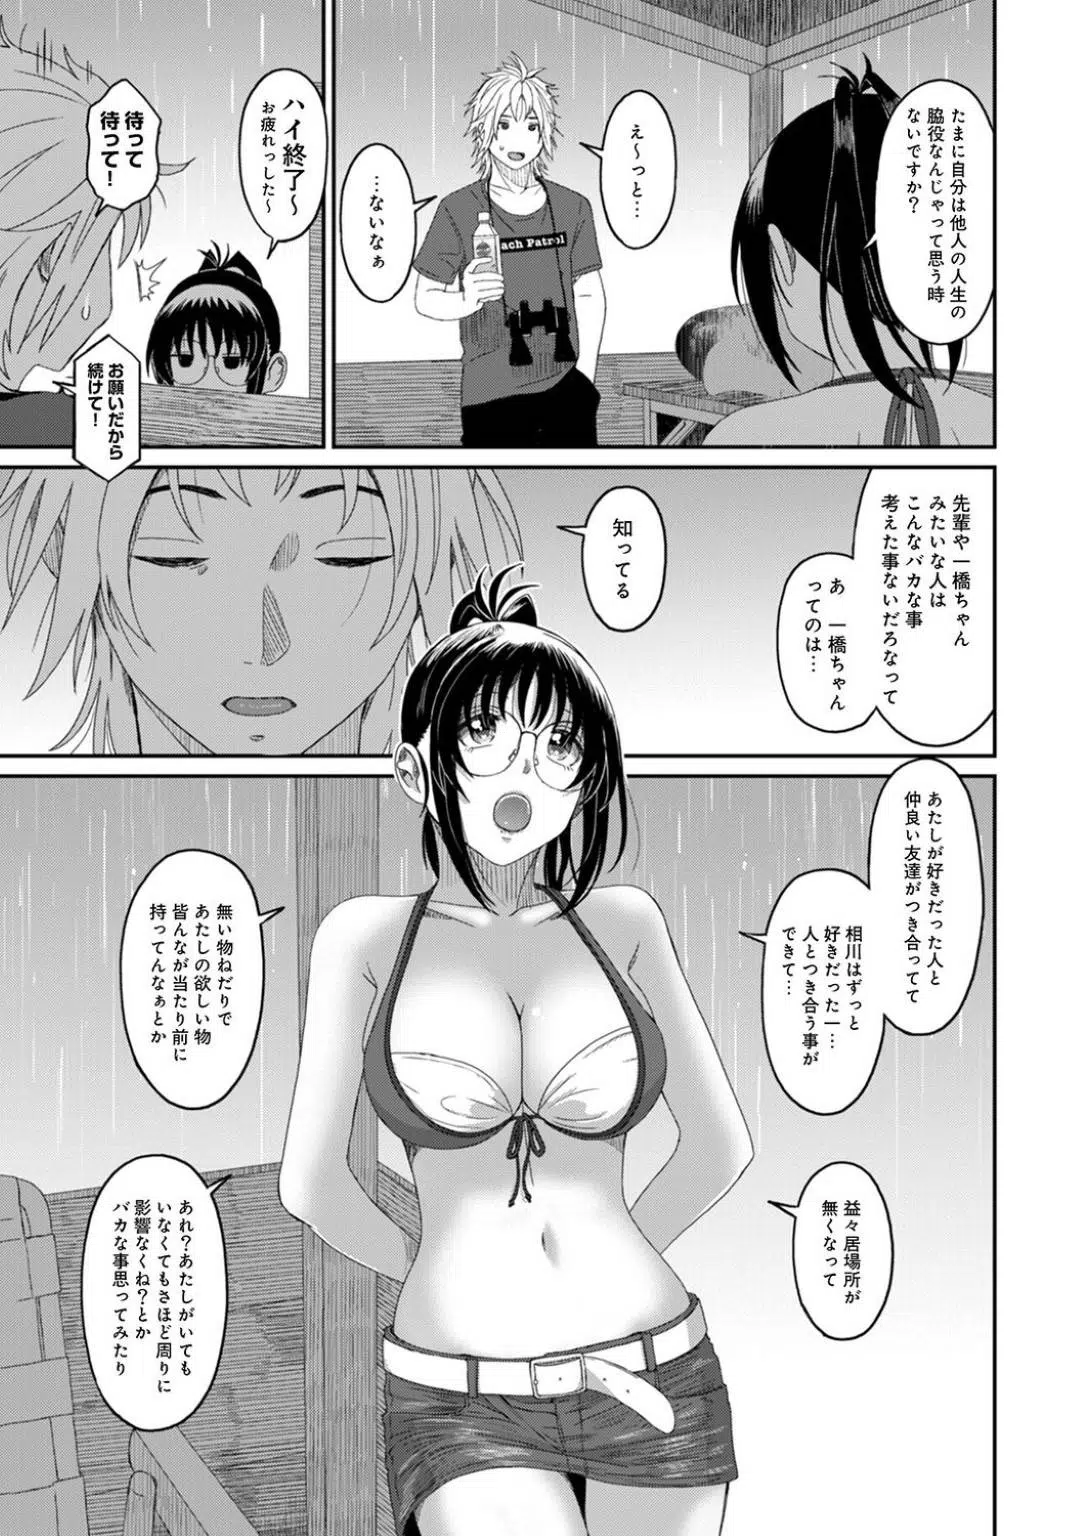 たまに自分は他人の人生の
脇役なんじゃって思う時
ないですか？
え〜っと…
…ないなぁ
ach Patrol
ハイ終了〜
お疲れっした〜
待って
待って！
お願いだから
続けて！
先輩や一橋ちゃん
みたいな人は
こんなバカな事
考えた事ないだろなって
あ　一橋ちゃん
ってのは…
知ってる
あたしが好きだった人と
仲良い友達がつき合ってて
相川はずっと
好きだった一…
人とつき合う事が
できて…
益々居場所が
無くなって
無い物ねだりで
あたしの欲しい物
皆んなが当たり前に
持ってんなぁとか
あれ？あたしがいても
いなくてもさほど周りに
影響なくね？とか
バカな事思ってみたり